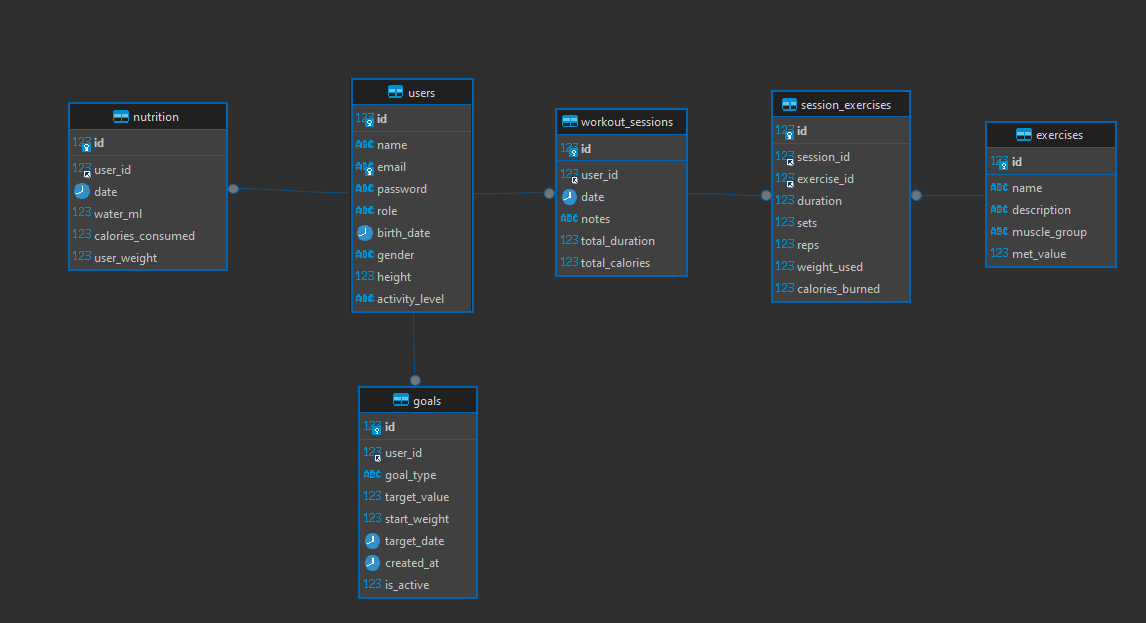 nutrition
123 id
123 user_id
date
123 water_ml
123 calories_consumed
123 user_weight
users
123 id
ABC name
ABC email
ABC password
ABC role
birth_date
ABC gender
123 height
ABC activity_level
workout_sessions
123 id
123 user_id
date
ABC notes
123 total_duration
123 total_calories
session_exercises
123 id
123 session_id
123 exercise_id
123 duration
123 sets
123 reps
123 weight_used
123 calories_burned
exercises
123 id
ABC name
ABC description
ABC muscle_group
123 met_value
goals
123 id
123 user_id
ABC goal_type
123 target_value
123 start_weight
target_date
created_at
123 is_active